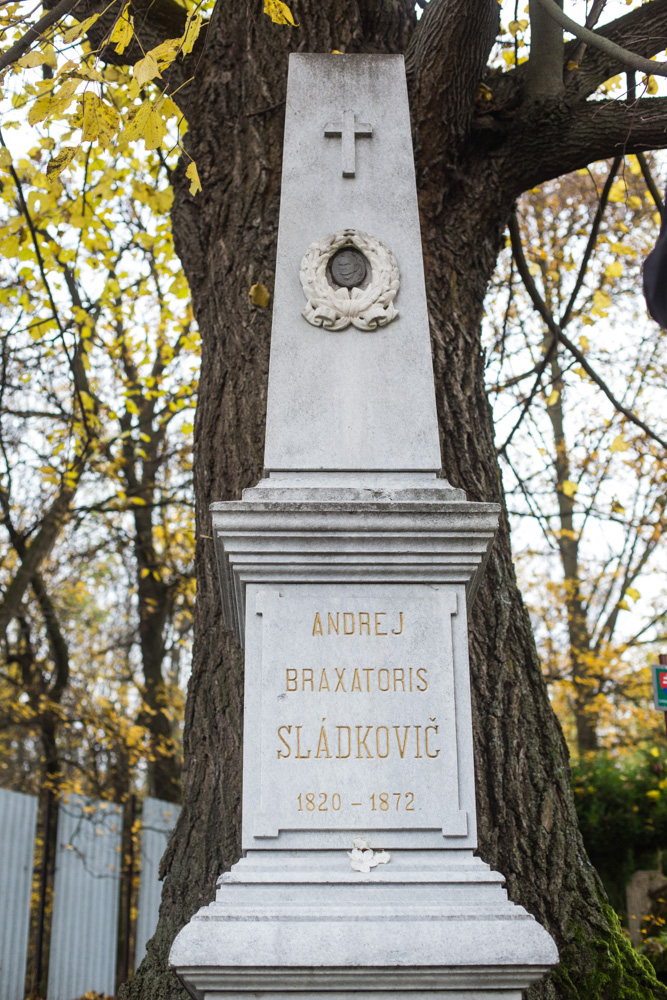 ANDREJ
BRAXATORIS
SLÁDKOVIČ
1820 – 1872.